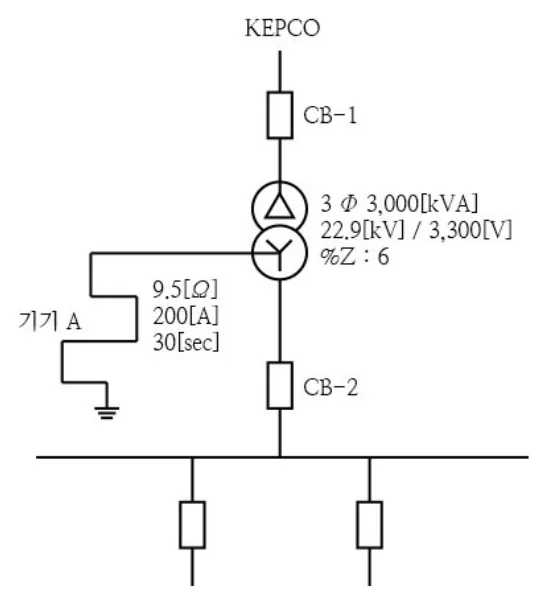 KEPCO
CB-1
3 Φ 3,000[kVA]
22.9[kV] / 3,300[V]
%Z : 6
9.5[Ω]
200[A]
30[sec]
기기 A
CB-2